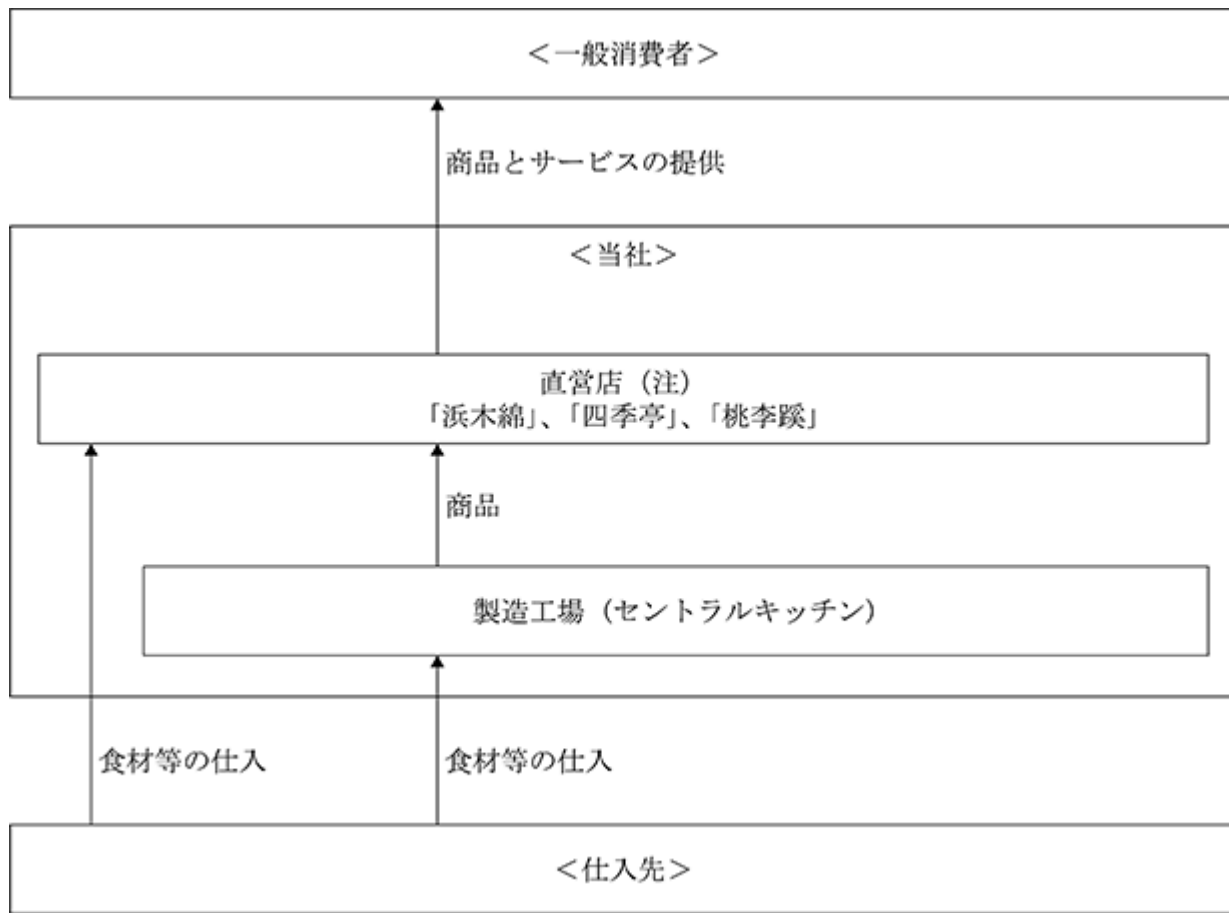 ＜一般消費者＞
商品とサービスの提供
＜当社＞
直営店（注）
「浜木綿」、「四季亭」、「桃李蹊」
商品
製造工場（セントラルキッチン）
食材等の仕入
食材等の仕入
＜仕入先＞